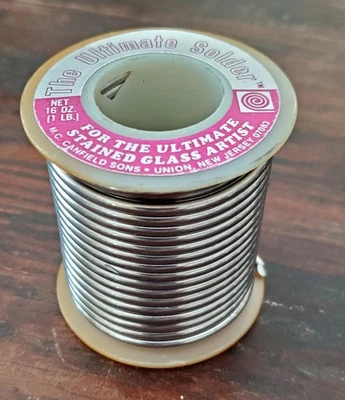 The Ultimate Solder™
NET
16 OZ.
(1 LB.)
FOR THE ULTIMATE
STAINED GLASS ARTIST
M.C. CANFIELD SONS • UNION, NEW JERSEY 07083